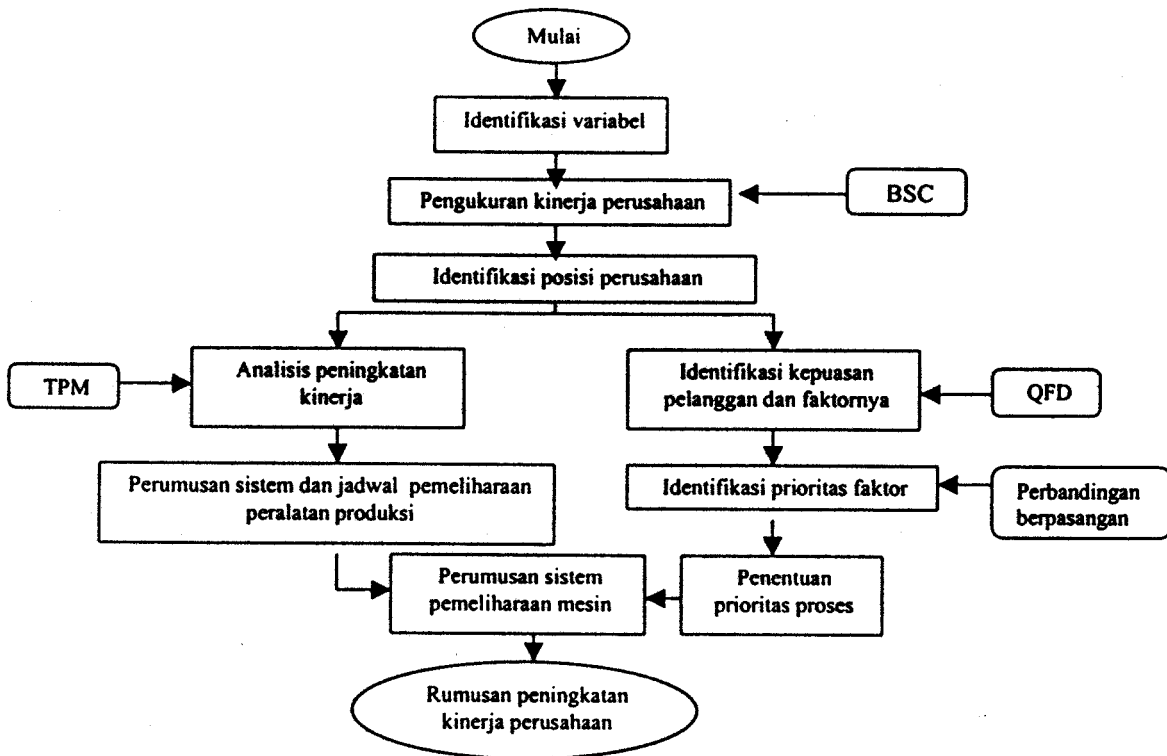 Mulai
Identifikasi variabel
Pengukuran kinerja perusahaan
BSC
Identifikasi posisi perusahaan
TPM
Analisis peningkatan
kinerja
Identifikasi kepuasan
pelanggan dan faktornya
QFD
Perumusan sistem dan jadwal pemeliharaan
peralatan produksi
Identifikasi prioritas faktor
Perbandingan
berpasangan
Perumusan sistem
pemeliharaan mesin
Penentuan
prioritas proses
Rumusan peningkatan
kinerja perusahaan